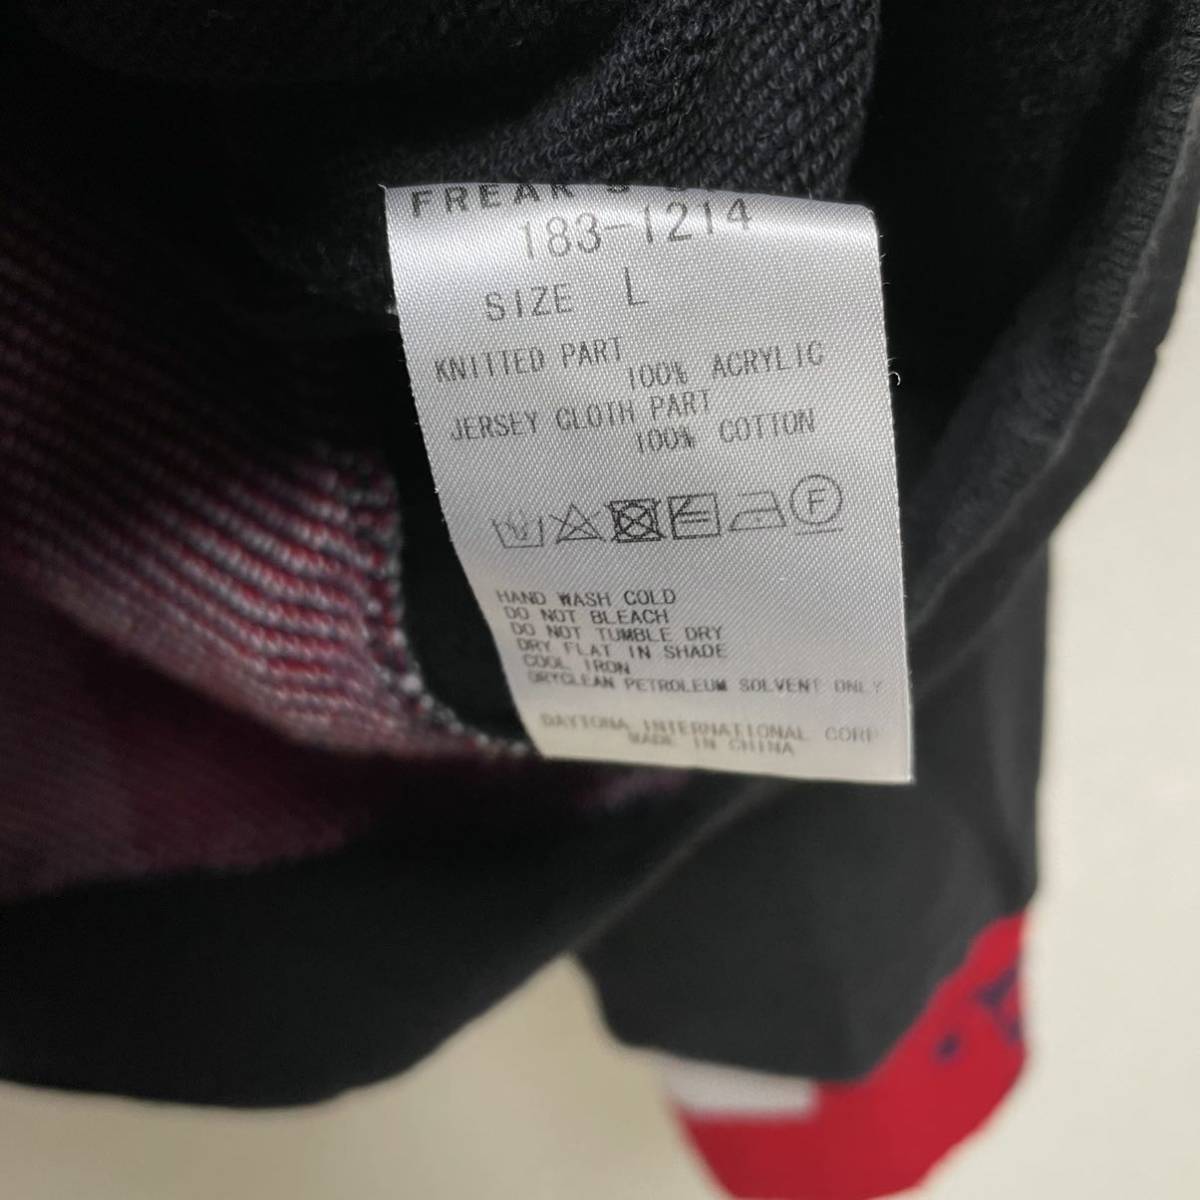 FREAK'S
183-1214
SIZE L
KNITTED PART
100% ACRYLIC
JERSEY CLOTH PART
100% COTTON
F
HAND WASH COLD
DO NOT BLEACH
DO NOT TUMBLE DRY
DRY FLAT IN SHADE
COOL IRON
DRYCLEAN PETROLEUM SOLVENT ONLY
DAYTONA INTERNATIONAL CORP
MADE IN CHINA